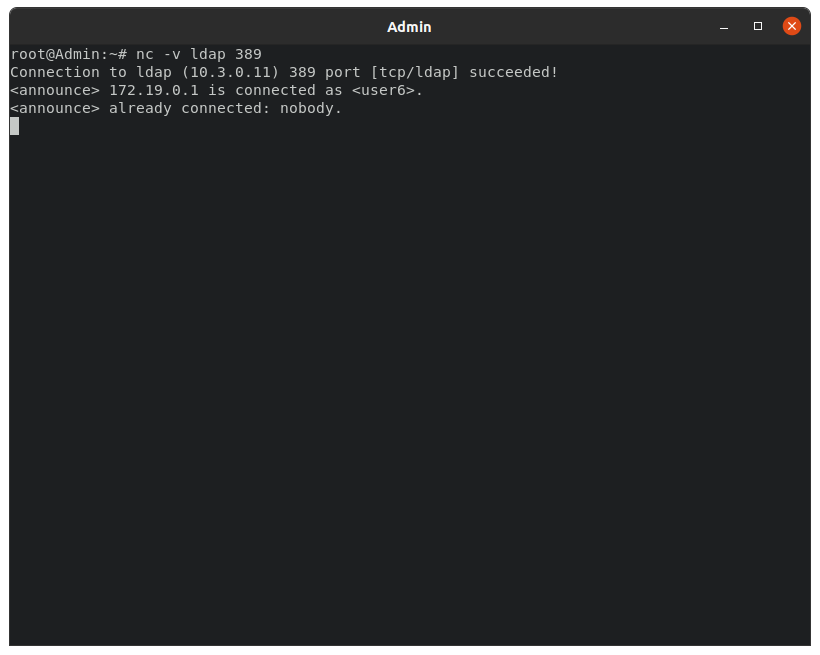 Admin
root@Admin:~# nc -v ldap 389
Connection to ldap (10.3.0.11) 389 port [tcp/ldap] succeeded!
<announce> 172.19.0.1 is connected as <user6>.
<announce> already connected: nobody.